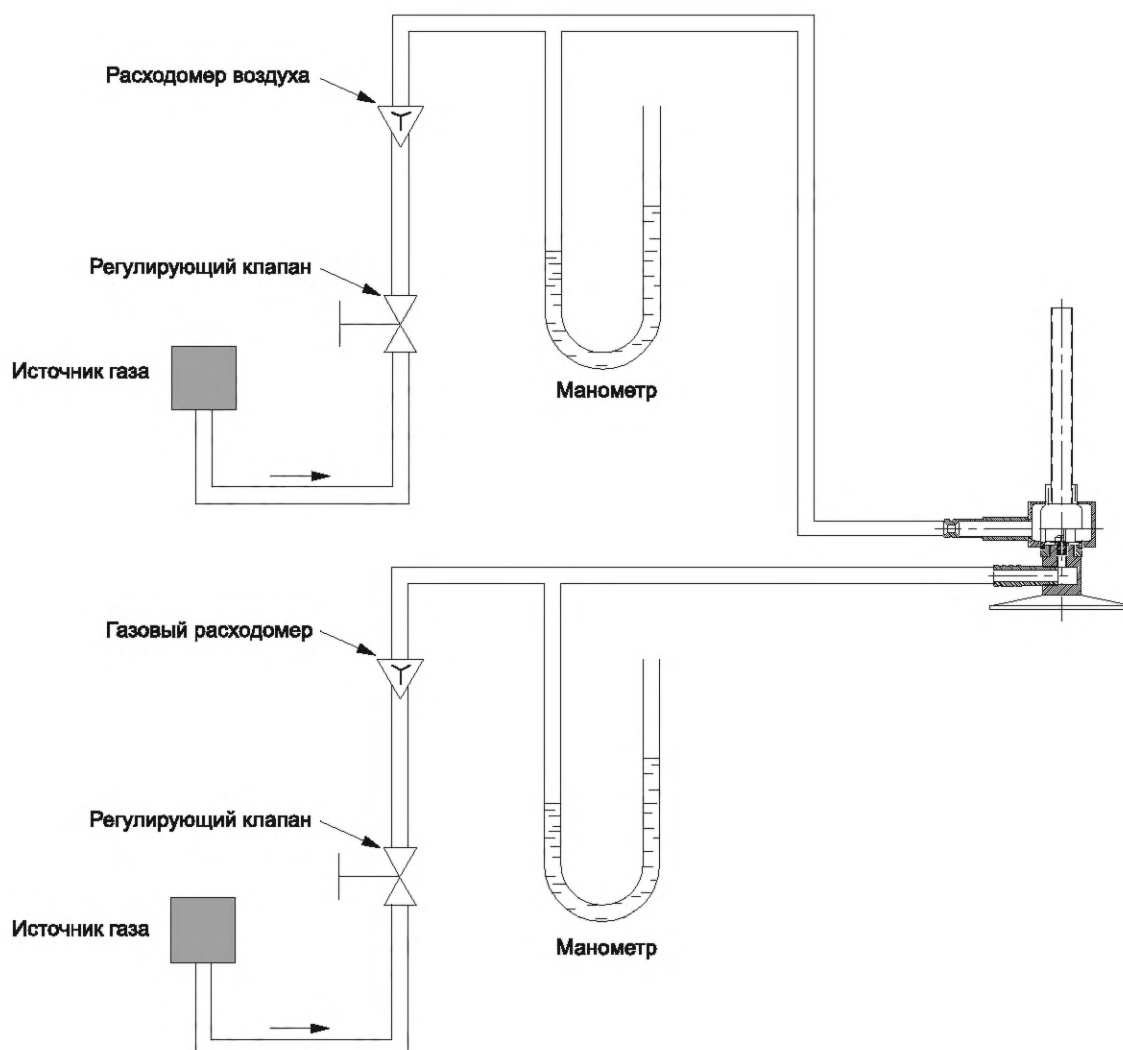 Расходомер воздуха
Регулирующий клапан
Источник газа
Манометр
Газовый расходомер
Регулирующий клапан
Источник газа
Манометр